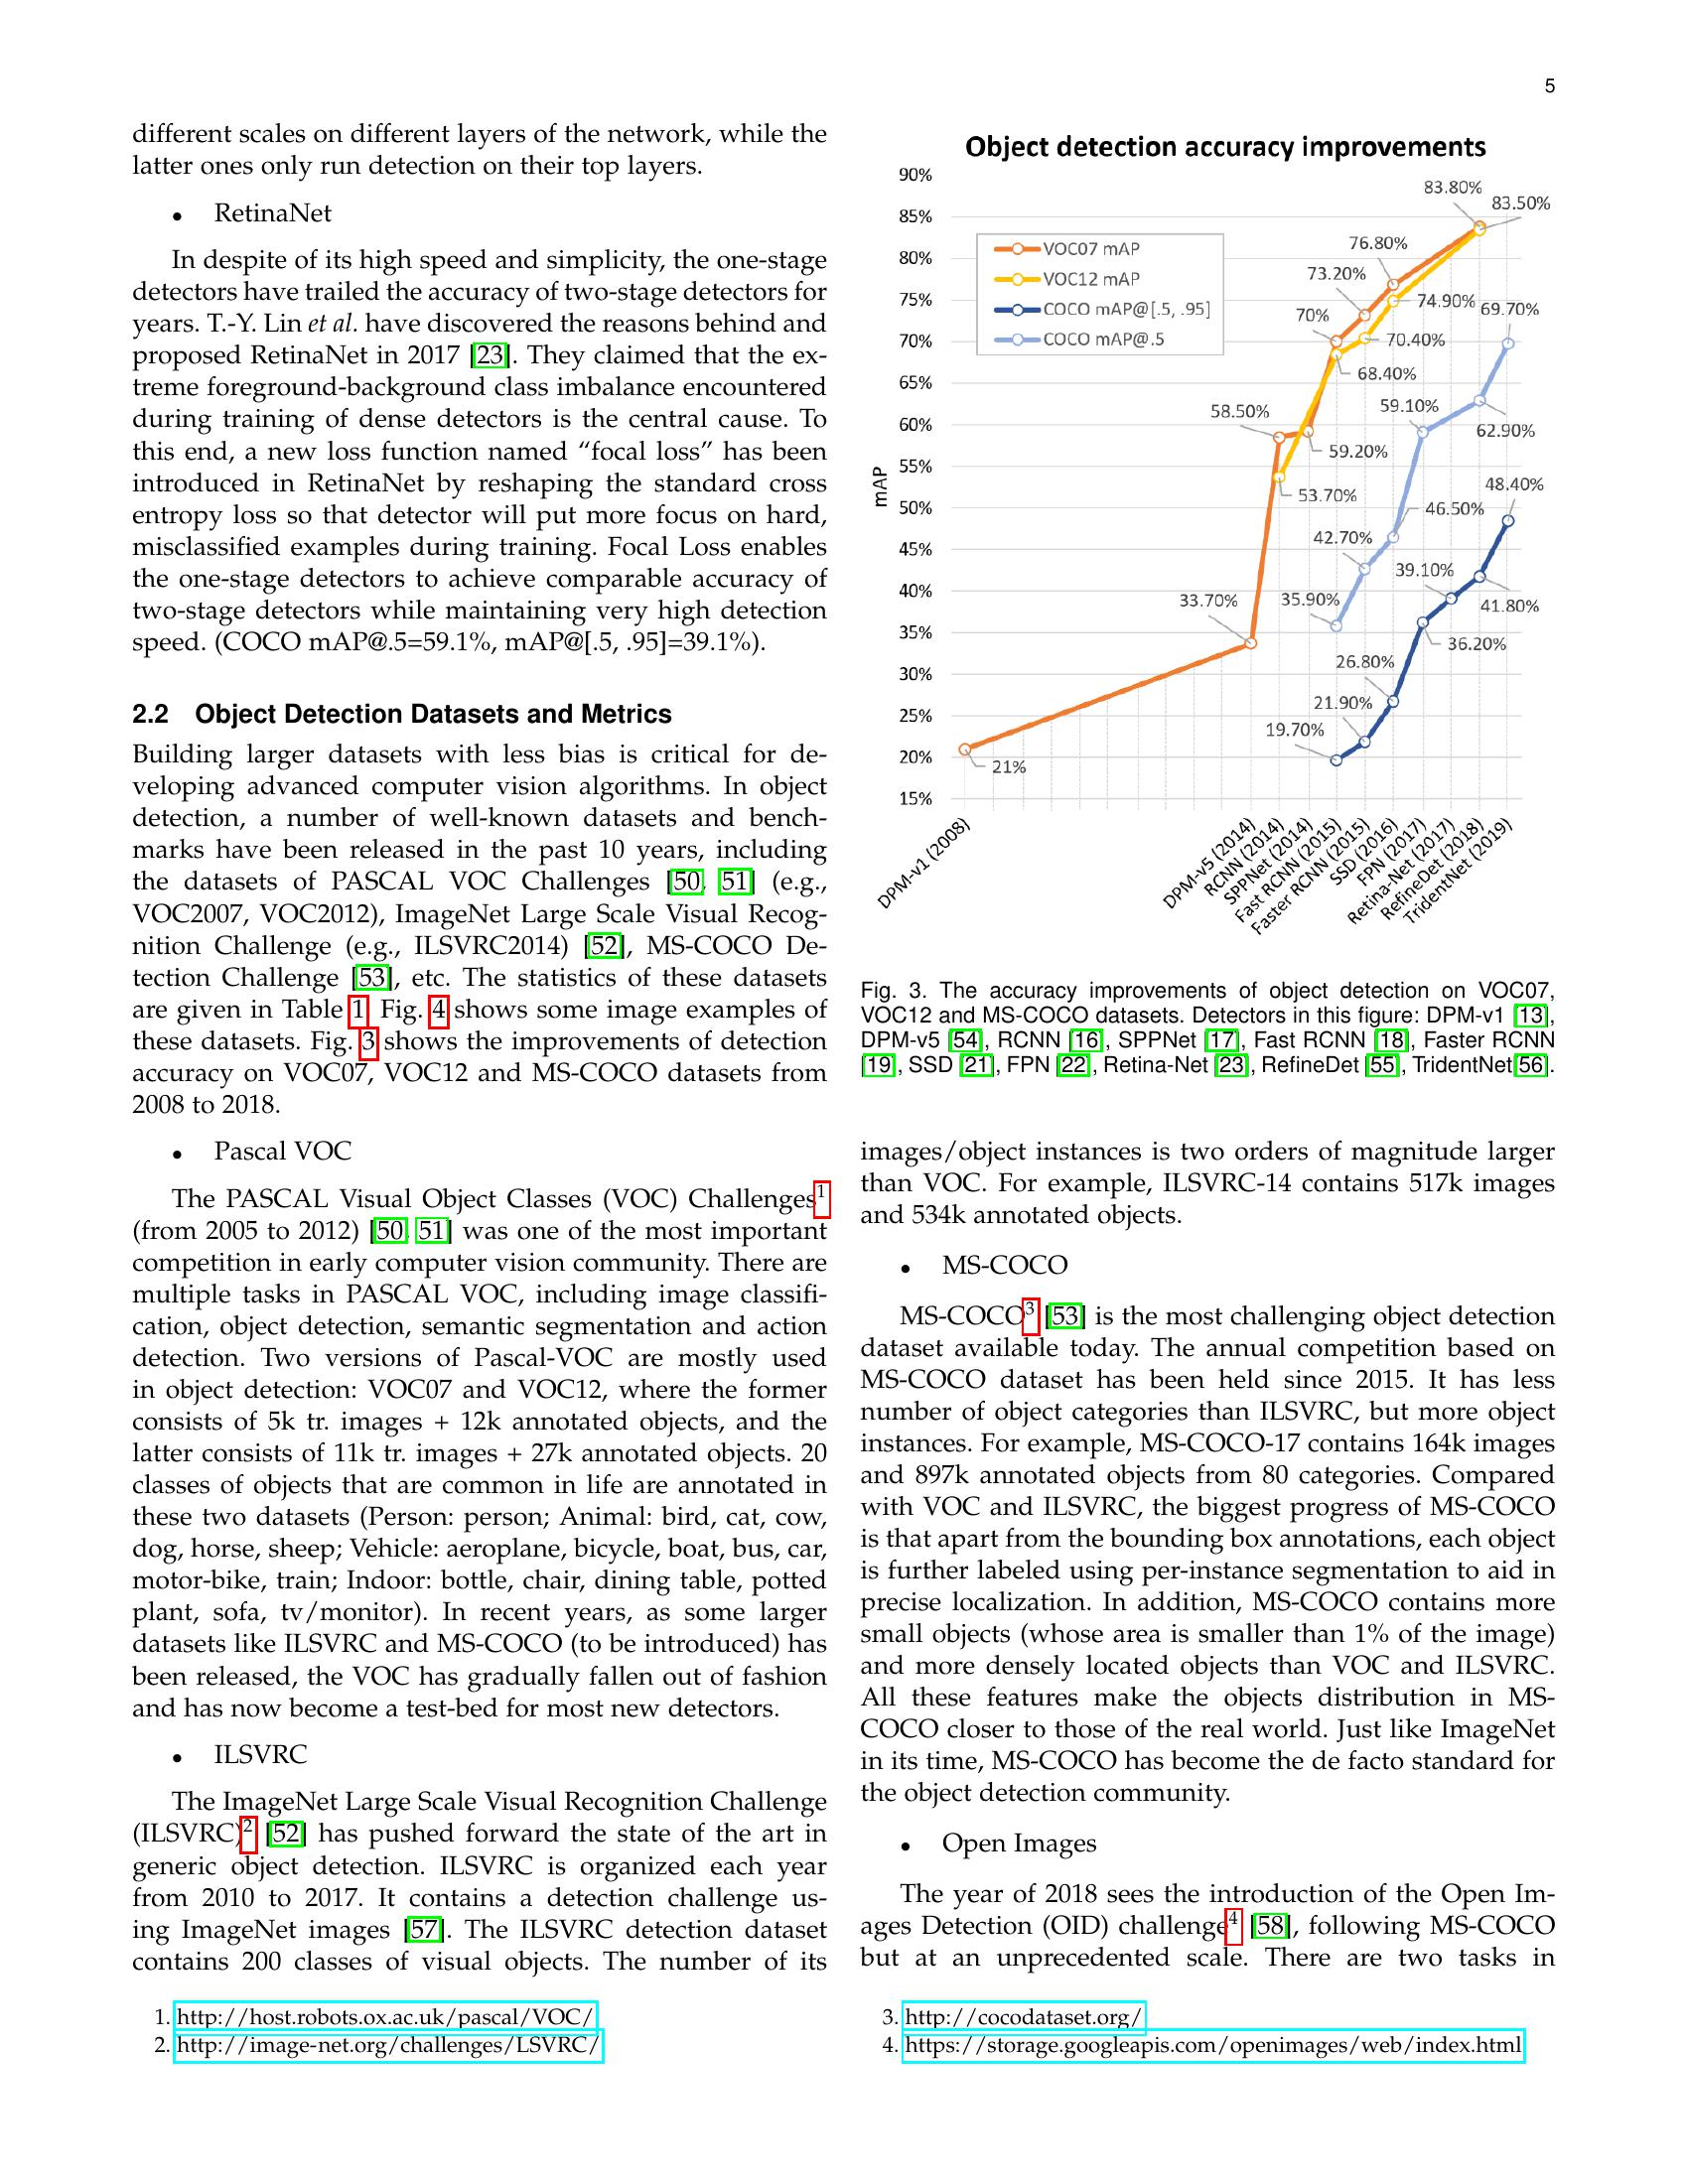 5
different scales on different layers of the network, while the
latter ones only run detection on their top layers.
• RetinaNet
In despite of its high speed and simplicity, the one-stage
detectors have trailed the accuracy of two-stage detectors for
years. T.-Y. Lin et al. have discovered the reasons behind and
proposed RetinaNet in 2017 [23]. They claimed that the ex-
treme foreground-background class imbalance encountered
during training of dense detectors is the central cause. To
this end, a new loss function named “focal loss” has been
introduced in RetinaNet by reshaping the standard cross
entropy loss so that detector will put more focus on hard,
misclassified examples during training. Focal Loss enables
the one-stage detectors to achieve comparable accuracy of
two-stage detectors while maintaining very high detection
speed. (COCO mAP@.5=59.1%, mAP@[.5, .95]=39.1%).
2.2 Object Detection Datasets and Metrics
Building larger datasets with less bias is critical for de-
veloping advanced computer vision algorithms. In object
detection, a number of well-known datasets and bench-
marks have been released in the past 10 years, including
the datasets of PASCAL VOC Challenges [50, 51] (e.g.,
VOC2007, VOC2012), ImageNet Large Scale Visual Recog-
nition Challenge (e.g., ILSVRC2014) [52], MS-COCO De-
tection Challenge [53], etc. The statistics of these datasets
are given in Table 1. Fig. 4 shows some image examples of
these datasets. Fig. 3 shows the improvements of detection
accuracy on VOC07, VOC12 and MS-COCO datasets from
2008 to 2018.
• Pascal VOC
The PASCAL Visual Object Classes (VOC) Challenges1
(from 2005 to 2012) [50, 51] was one of the most important
competition in early computer vision community. There are
multiple tasks in PASCAL VOC, including image classifi-
cation, object detection, semantic segmentation and action
detection. Two versions of Pascal-VOC are mostly used
in object detection: VOC07 and VOC12, where the former
consists of 5k tr. images + 12k annotated objects, and the
latter consists of 11k tr. images + 27k annotated objects. 20
classes of objects that are common in life are annotated in
these two datasets (Person: person; Animal: bird, cat, cow,
dog, horse, sheep; Vehicle: aeroplane, bicycle, boat, bus, car,
motor-bike, train; Indoor: bottle, chair, dining table, potted
plant, sofa, tv/monitor). In recent years, as some larger
datasets like ILSVRC and MS-COCO (to be introduced) has
been released, the VOC has gradually fallen out of fashion
and has now become a test-bed for most new detectors.
• ILSVRC
The ImageNet Large Scale Visual Recognition Challenge
(ILSVRC)2 [52] has pushed forward the state of the art in
generic object detection. ILSVRC is organized each year
from 2010 to 2017. It contains a detection challenge us-
ing ImageNet images [57]. The ILSVRC detection dataset
contains 200 classes of visual objects. The number of its
1. http://host.robots.ox.ac.uk/pascal/VOC/
2. http://image-net.org/challenges/LSVRC/
Object detection accuracy improvements
90%
85%
80%
75%
70%
65%
60%
55%
50%
45%
40%
35%
30%
25%
20%
15%
mAP
VOC07 mAP
VOC12 mAP
COCO mAP@[.5, .95]
COCO mAP@.5
83.80%
83.50%
76.80%
73.20%
74.90%
69.70%
70%
70.40%
68.40%
58.50%
59.10%
62.90%
59.20%
53.70%
48.40%
46.50%
42.70%
39.10%
33.70%
35.90%
41.80%
36.20%
26.80%
21.90%
19.70%
21%
DPM-v1 (2008)
DPM-v5 (2014)
RCNN (2014)
SPPNet (2014)
Fast RCNN (2015)
Faster RCNN (2015)
SSD (2016)
FPN (2017)
Retina-Net (2017)
RefineDet (2018)
TridentNet (2019)
Fig. 3. The accuracy improvements of object detection on VOC07,
VOC12 and MS-COCO datasets. Detectors in this figure: DPM-v1 [13],
DPM-v5 [54], RCNN [16], SPPNet [17], Fast RCNN [18], Faster RCNN
[19], SSD [21], FPN [22], Retina-Net [23], RefineDet [55], TridentNet[56].
images/object instances is two orders of magnitude larger
than VOC. For example, ILSVRC-14 contains 517k images
and 534k annotated objects.
• MS-COCO
MS-COCO3 [53] is the most challenging object detection
dataset available today. The annual competition based on
MS-COCO dataset has been held since 2015. It has less
number of object categories than ILSVRC, but more object
instances. For example, MS-COCO-17 contains 164k images
and 897k annotated objects from 80 categories. Compared
with VOC and ILSVRC, the biggest progress of MS-COCO
is that apart from the bounding box annotations, each object
is further labeled using per-instance segmentation to aid in
precise localization. In addition, MS-COCO contains more
small objects (whose area is smaller than 1% of the image)
and more densely located objects than VOC and ILSVRC.
All these features make the objects distribution in MS-
COCO closer to those of the real world. Just like ImageNet
in its time, MS-COCO has become the de facto standard for
the object detection community.
• Open Images
The year of 2018 sees the introduction of the Open Im-
ages Detection (OID) challenge4 [58], following MS-COCO
but at an unprecedented scale. There are two tasks in
3. http://cocodataset.org/
4. https://storage.googleapis.com/openimages/web/index.html